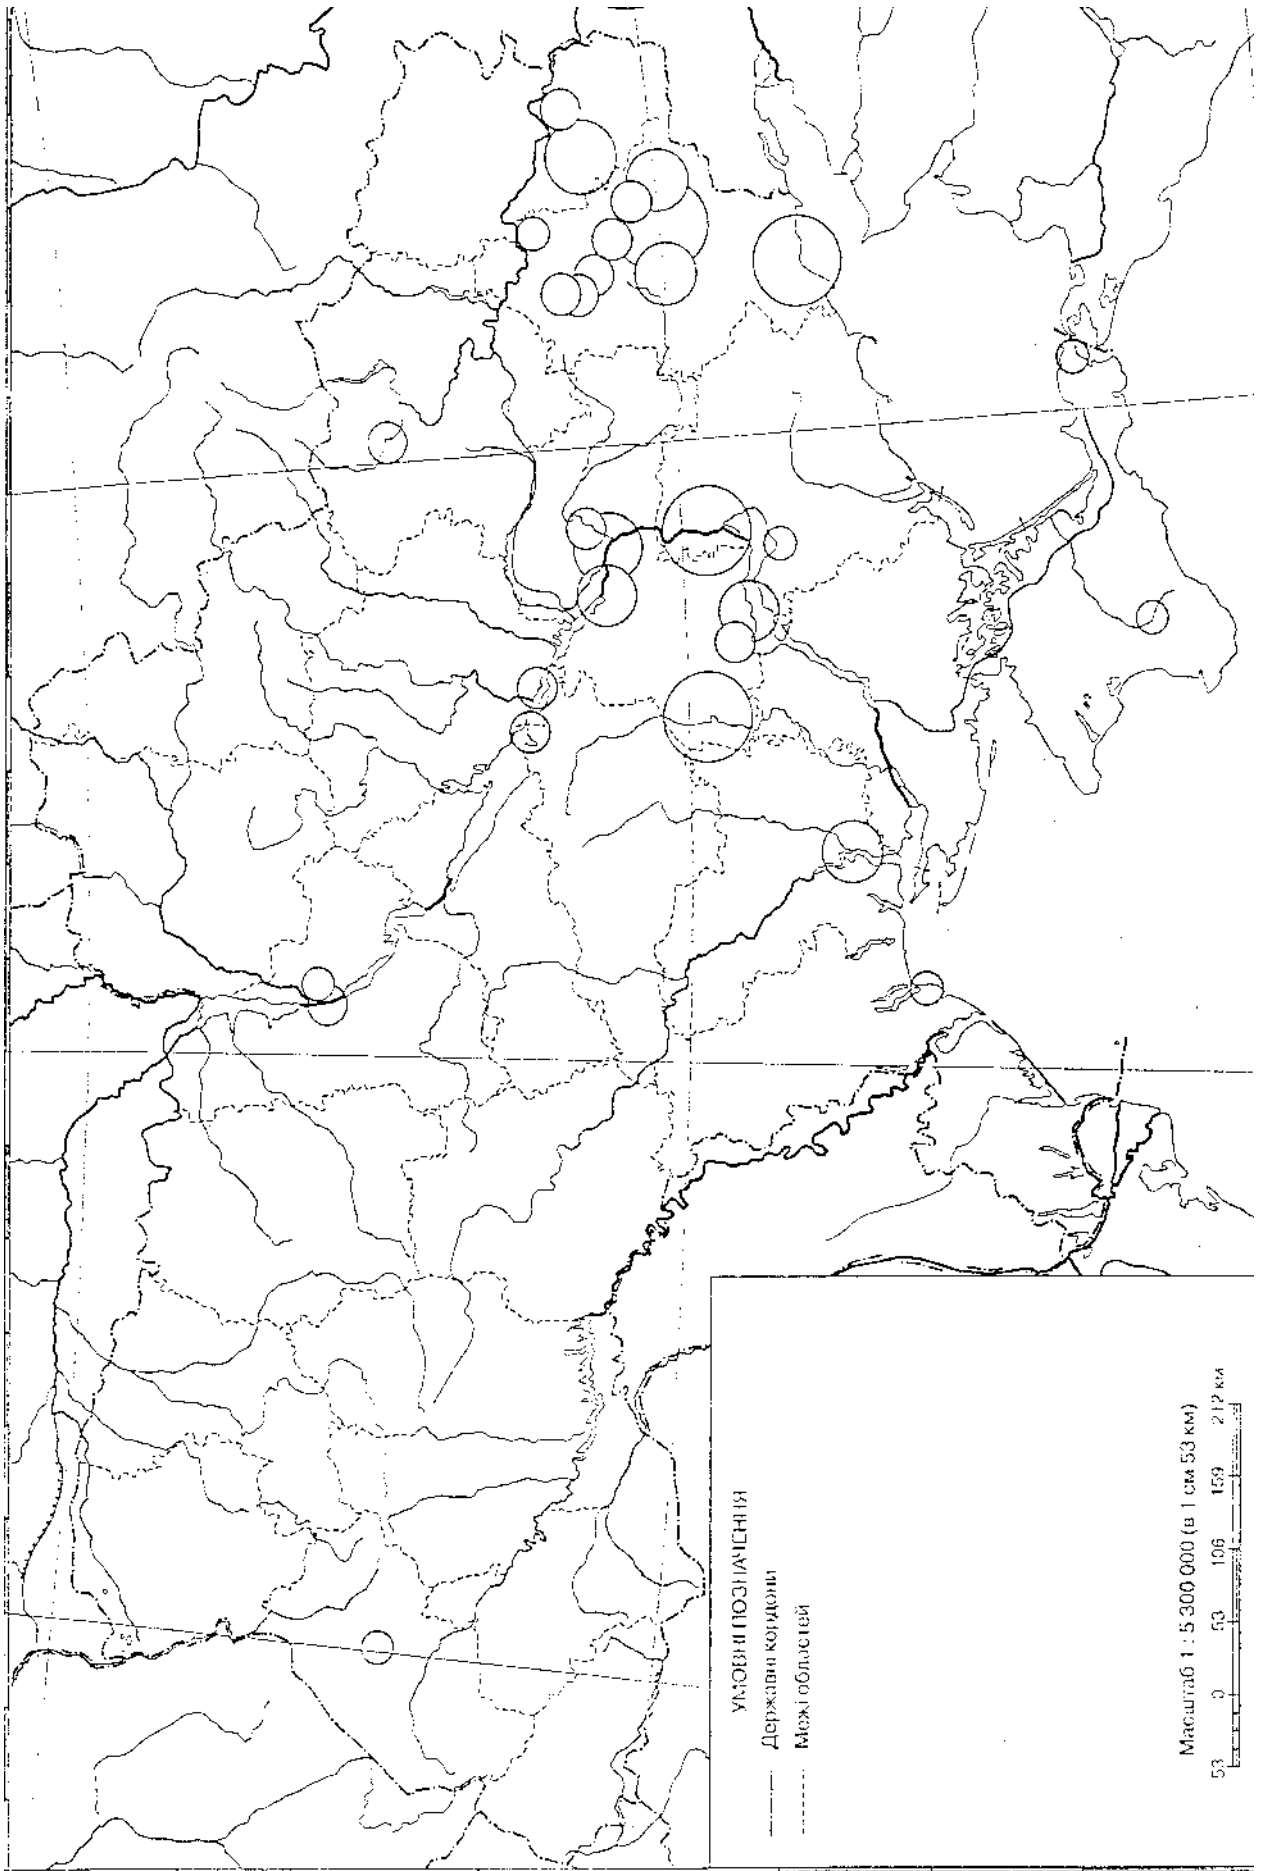 УМОВНІ ПОЗНАЧЕННЯ
Державні кордони
Межі областей
Масштаб 1 : 5 300 000 (в 1 см 53 км)
53 0 53 106 159 212 км